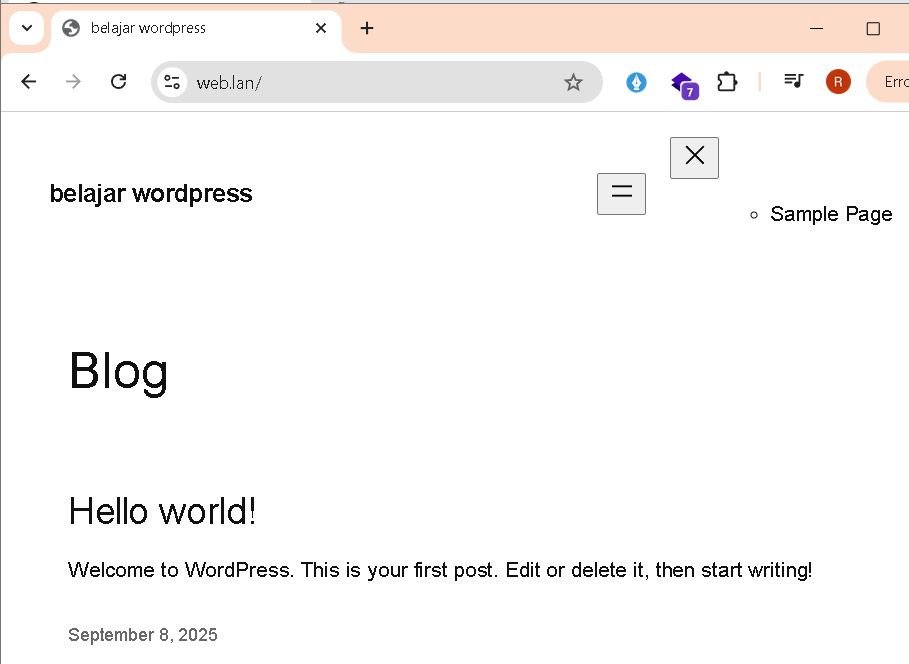 belajar wordpress
web.lan/
7
R
Erro
belajar wordpress
Sample Page
Blog
Hello world!
Welcome to WordPress. This is your first post. Edit or delete it, then start writing!
September 8, 2025